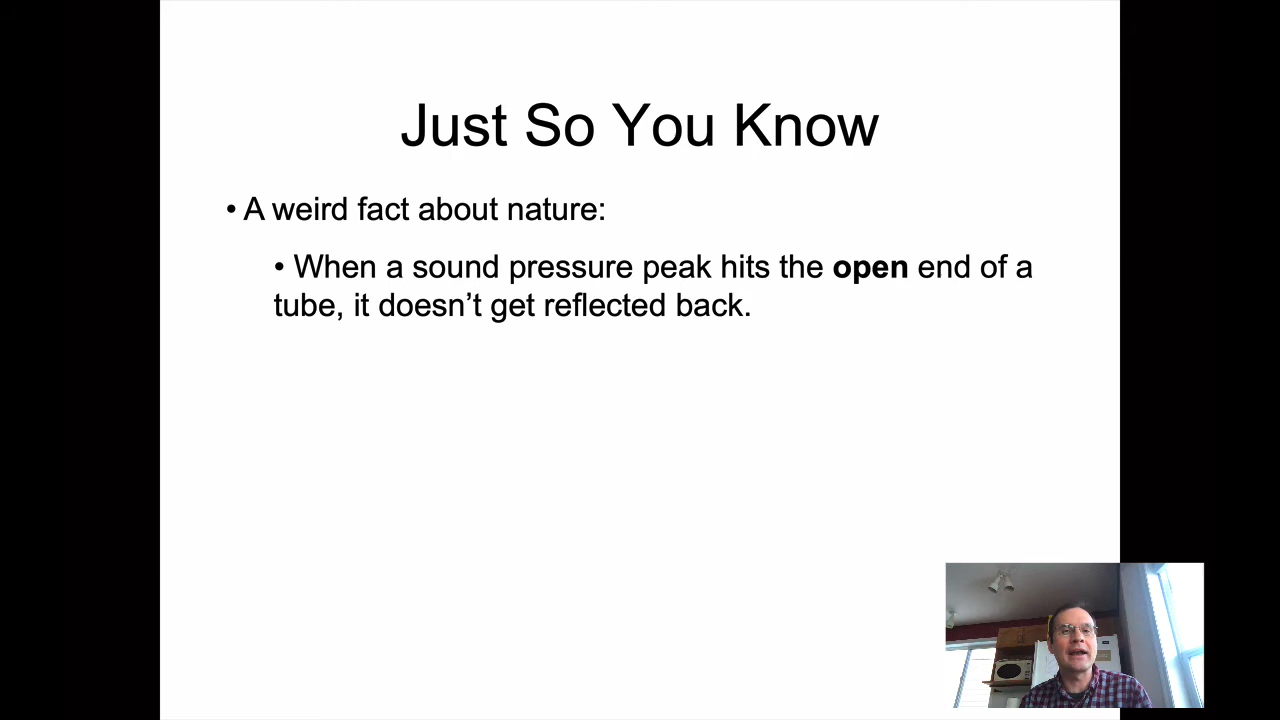 Just So You Know
• A weird fact about nature:
• When a sound pressure peak hits the open end of a
tube, it doesn’t get reflected back.